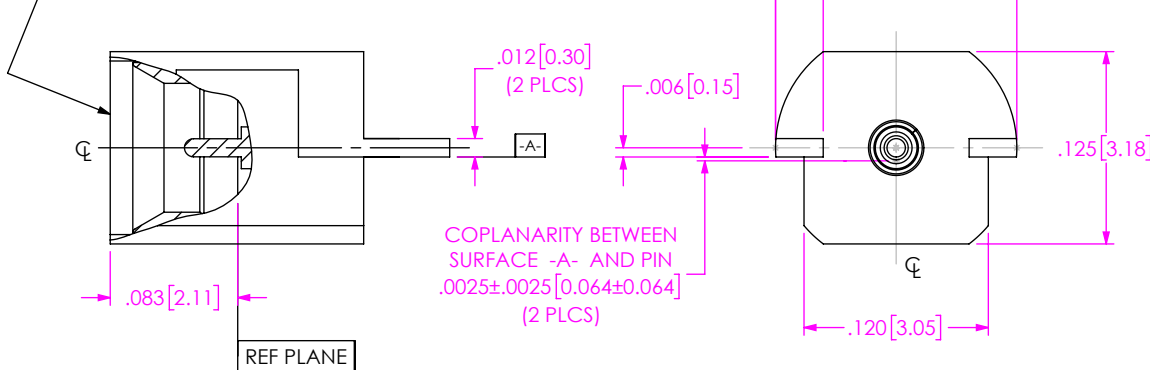 .012[0.30]
(2 PLCS)
.006[0.15]
-A-
.125[3.18]
℄
COPLANARITY BETWEEN
SURFACE -A- AND PIN
.0025±.0025[0.064±0.064]
(2 PLCS)
℄
.083[2.11]
.120[3.05]
REF PLANE